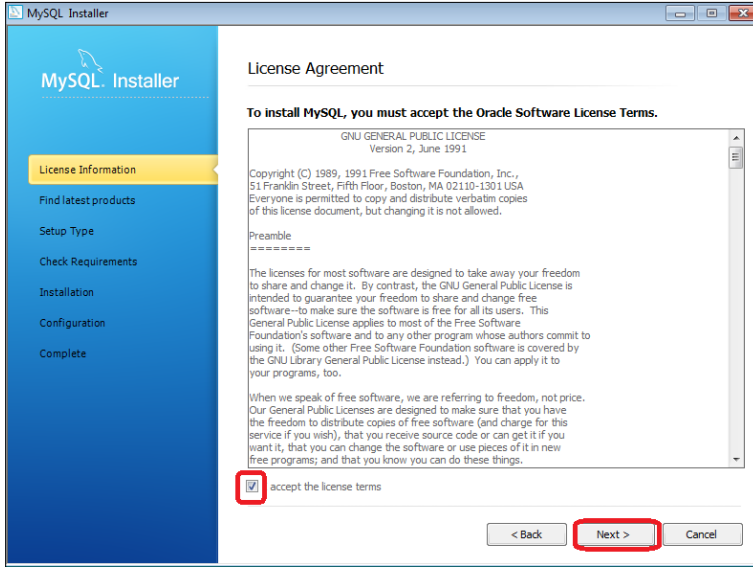 MySQL Installer
MySQL. Installer
License Information
Find latest products
Setup Type
Check Requirements
Installation
Configuration
Complete
License Agreement
To install MySQL, you must accept the Oracle Software License Terms.
GNU GENERAL PUBLIC LICENSE
Version 2, June 1991
Copyright (C) 1989, 1991 Free Software Foundation, Inc.,
51 Franklin Street, Fifth Floor, Boston, MA 02110-1301 USA
Everyone is permitted to copy and distribute verbatim copies
of this license document, but changing it is not allowed.
Preamble
========
The licenses for most software are designed to take away your freedom
to share and change it.  By contrast, the GNU General Public License is
intended to guarantee your freedom to share and change free
software--to make sure the software is free for all its users.  This
General Public License applies to most of the Free Software
Foundation's software and to any other program whose authors commit to
using it.  (Some other Free Software Foundation software is covered by
the GNU Library General Public License instead.)  You can apply it to
your programs, too.
When we speak of free software, we are referring to freedom, not price.
Our General Public Licenses are designed to make sure that you have
the freedom to distribute copies of free software (and charge for this
service if you wish), that you receive source code or can get it if you
want it, that you can change the software or use pieces of it in new
free programs; and that you know you can do these things.
accept the license terms
< Back
Next >
Cancel